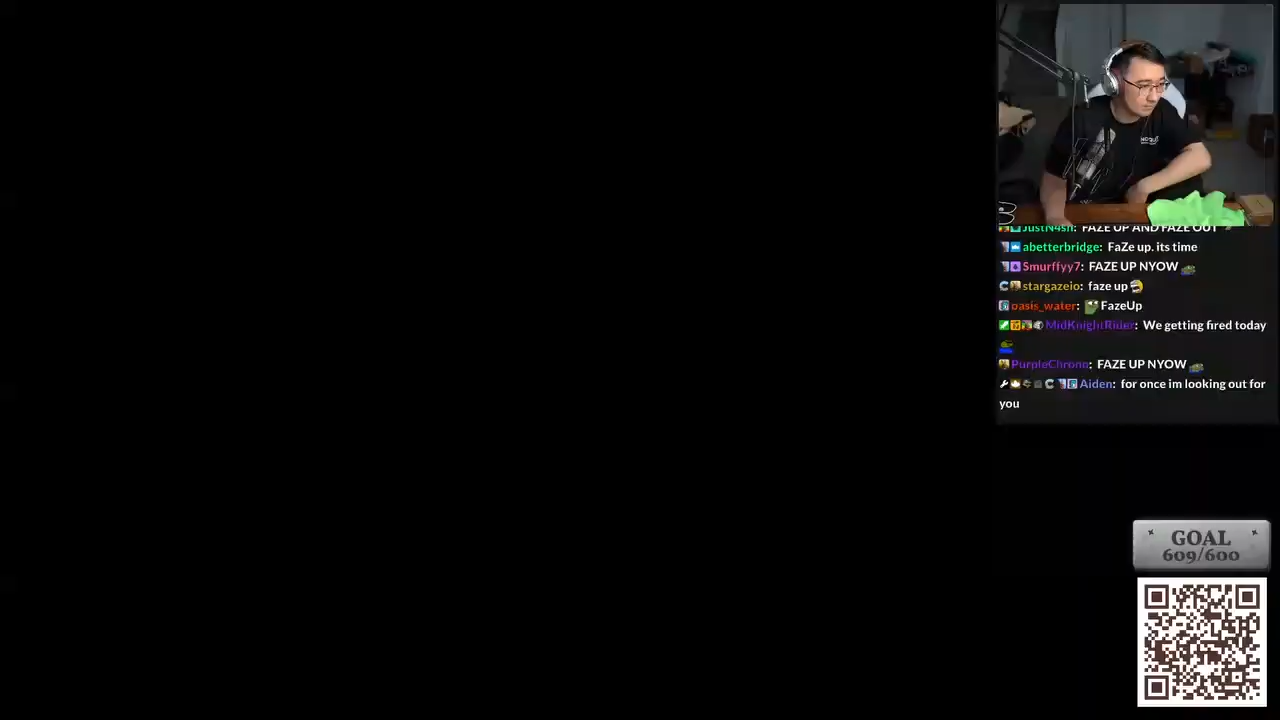 JustN4sh: FAZE UP AND FAZE OUT
abetterbridge: FaZe up. its time
Smurffyy7: FAZE UP NYOW
stargazeio: faze up
oasis_water: FazeUp
MidKnightRider: We getting fired today
PurpleChrono: FAZE UP NYOW
Aiden: for once im looking out for
you
GOAL
609/600